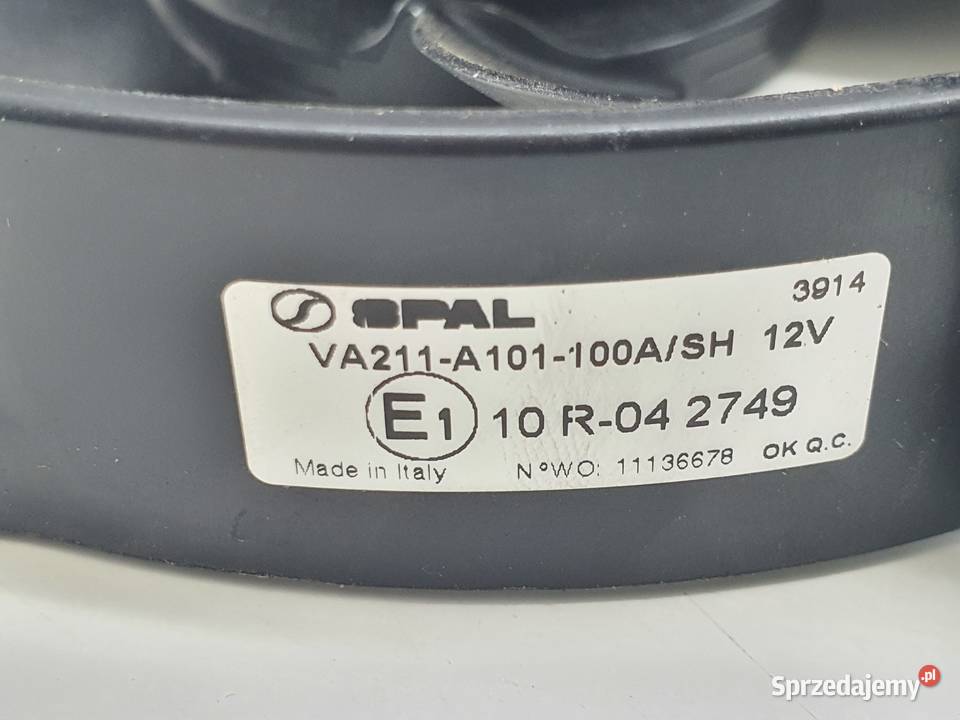 SPAL 3914
VA211-A101-100A/SH 12V
E1 10 R-04 2749
Made in Italy N°WO: 11136678 OK Q.C.
Sprzedajemy.pl